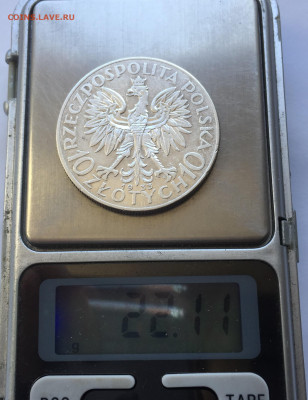 COINS.LAVE.RU
RZECZPOSPOLITA POLSKA
10 ZŁOTYCH 10
22.11
g
TARE